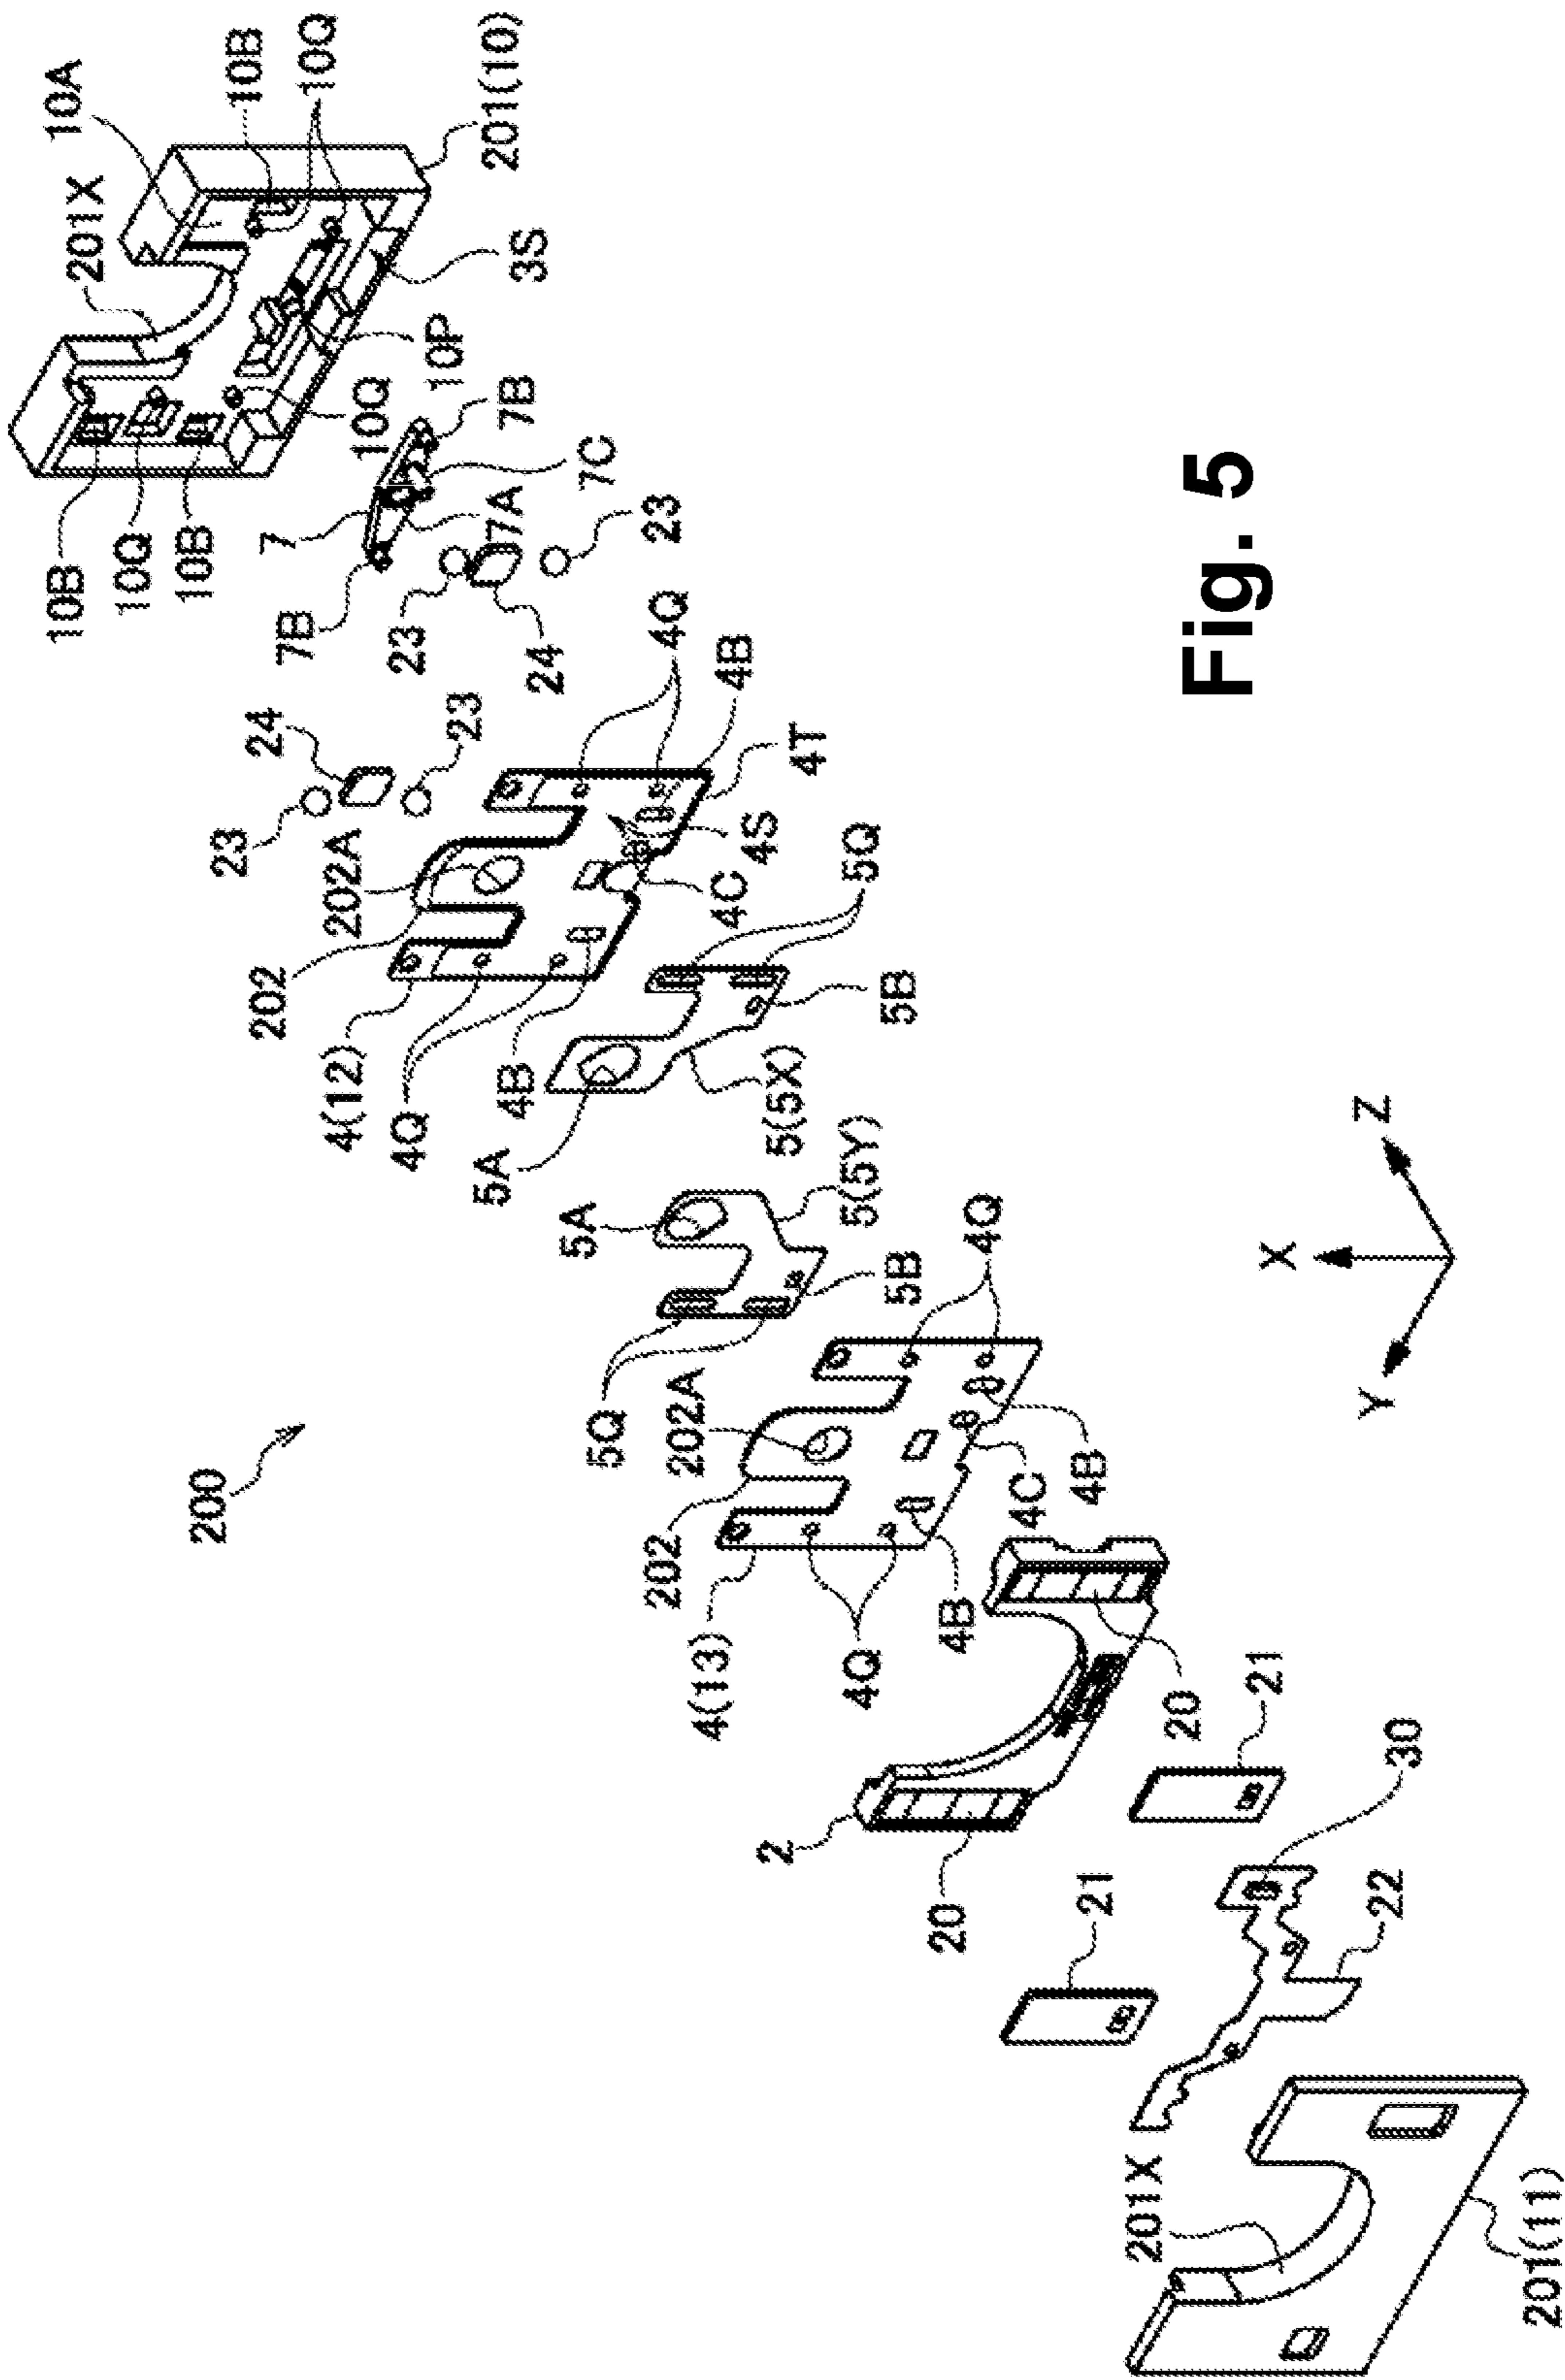 200
10A
201X
10B
10Q
201(10)
3S
10P
10Q
10B
10Q
10B
7
7B
7B
7C
7A
23
23
24
24
23
23
202A
202
4(12)
4Q
4B
4Q
4B
4T
4S
4C
5Q
5B
5(5X)
5A
5A
5(5Y)
5B
5Q
202A
202
4(13)
4Q
4B
4Q
4B
4C
2
20
20
21
21
30
22
201X
201(11)
X
Y
Z
Fig. 5